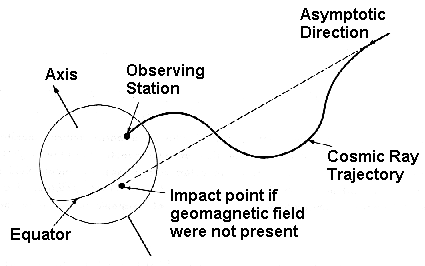 Asymptotic
Direction
Axis
Observing
Station
Cosmic Ray
Trajectory
Impact point if
geomagnetic field
were not present
Equator